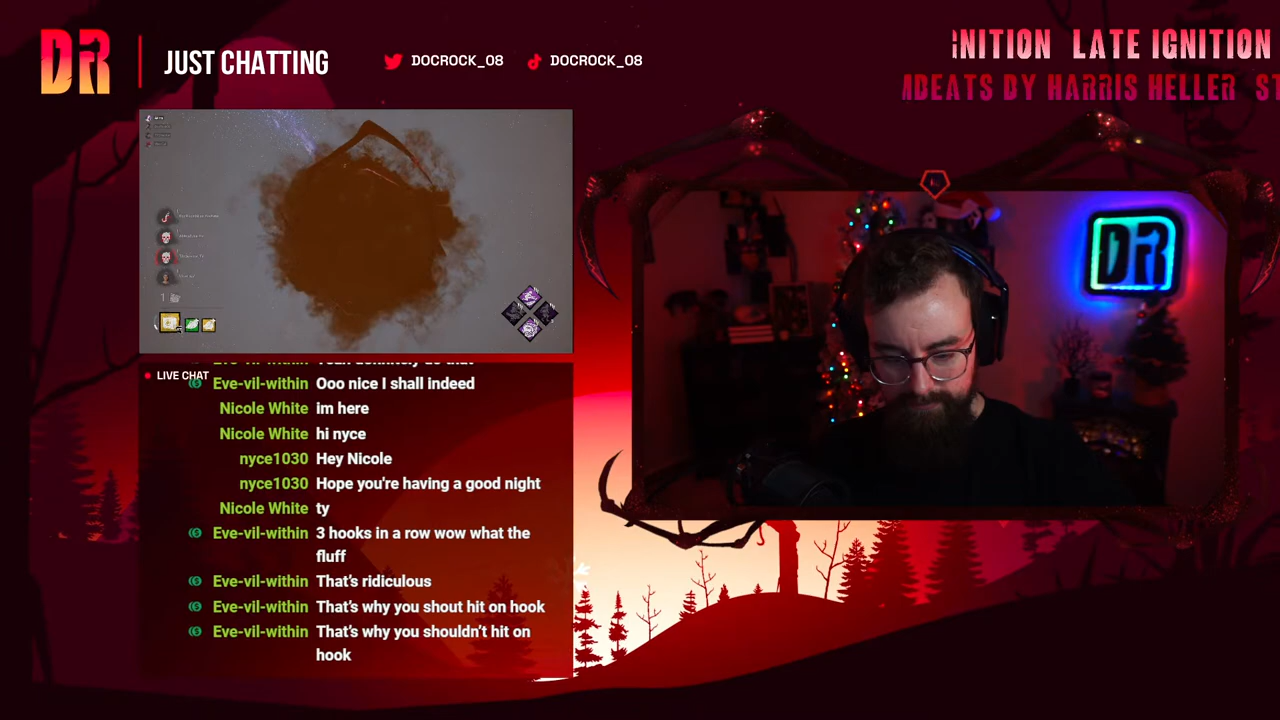 DR
JUST CHATTING
DOCROCK_08
DOCROCK_08
NITION LATE IGNITION
BEATS BY HARRIS HELLER ST
DR
LIVE CHAT
Eve-vil-within Ooo nice I shall indeed
Nicole White im here
Nicole White hi nyce
nyce1030 Hey Nicole
nyce1030 Hope you're having a good night
Nicole White ty
Eve-vil-within 3 hooks in a row wow what the
fluff
Eve-vil-within That's ridiculous
Eve-vil-within That's why you shout hit on hook
Eve-vil-within That's why you shouldn't hit on
hook